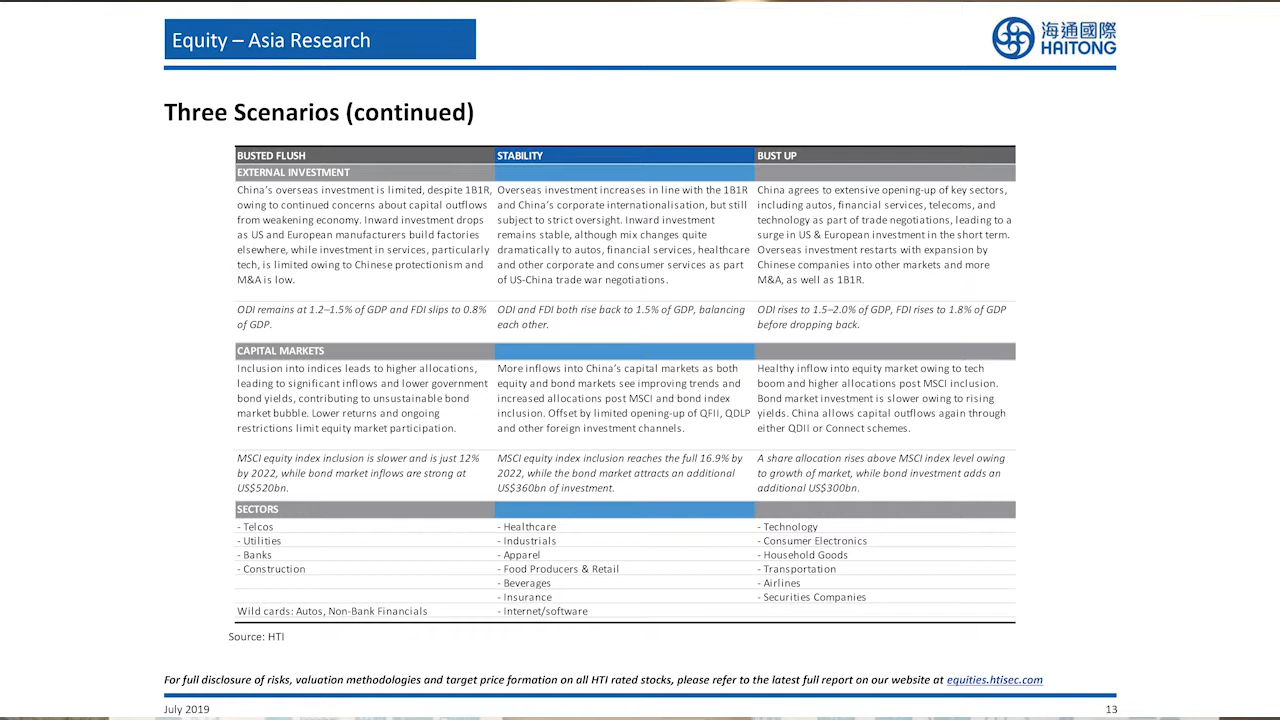 Equity – Asia Research
海通國際
HAITONG
Three Scenarios (continued)
BUSTED FLUSH
STABILITY
BUST UP
EXTERNAL INVESTMENT
China’s overseas investment is limited, despite 1B1R,
owing to continued concerns about capital outflows
from weakening economy. Inward investment drops
as US and European manufacturers build factories
elsewhere, while investment in services, particularly
tech, is limited owing to Chinese protectionism and
M&A is low.
Overseas investment increases in line with the 1B1R
and China’s corporate internationalisation, but still
subject to strict oversight. Inward investment
remains stable, although mix changes quite
dramatically to autos, financial services, healthcare
and other corporate and consumer services as part
of US-China trade war negotiations.
China agrees to extensive opening-up of key sectors,
including autos, financial services, telecoms, and
technology as part of trade negotiations, leading to a
surge in US & European investment in the short term.
Overseas investment restarts with expansion by
Chinese companies into other markets and more
M&A, as well as 1B1R.
ODI remains at 1.2–1.5% of GDP and FDI slips to 0.8%
of GDP.
ODI and FDI both rise back to 1.5% of GDP, balancing
each other.
ODI rises to 1.5–2.0% of GDP, FDI rises to 1.8% of GDP
before dropping back.
CAPITAL MARKETS
Inclusion into indices leads to higher allocations,
leading to significant inflows and lower government
bond yields, contributing to unsustainable bond
market bubble. Lower returns and ongoing
restrictions limit equity market participation.
More inflows into China’s capital markets as both
equity and bond markets see improving trends and
increased allocations post MSCI and bond index
inclusion. Offset by limited opening-up of QFII, QDLP
and other foreign investment channels.
Healthy inflow into equity market owing to tech
boom and higher allocations post MSCI inclusion.
Bond market investment is slower owing to rising
yields. China allows capital outflows again through
either QDII or Connect schemes.
MSCI equity index inclusion is slower and is just 12%
by 2022, while bond market inflows are strong at
US$520bn.
MSCI equity index inclusion reaches the full 16.9% by
2022, while the bond market attracts an additional
US$360bn of investment.
A share allocation rises above MSCI index level owing
to growth of market, while bond investment adds an
additional US$300bn.
SECTORS
- Telcos
- Utilities
- Banks
- Construction
Wild cards: Autos, Non-Bank Financials
- Healthcare
- Industrials
- Apparel
- Food Producers & Retail
- Beverages
- Insurance
- Internet/software
- Technology
- Consumer Electronics
- Household Goods
- Transportation
- Airlines
- Securities Companies
Source: HTI
For full disclosure of risks, valuation methodologies and target price formation on all HTI rated stocks, please refer to the latest full report on our website at equities.htisec.com
July 2019
13